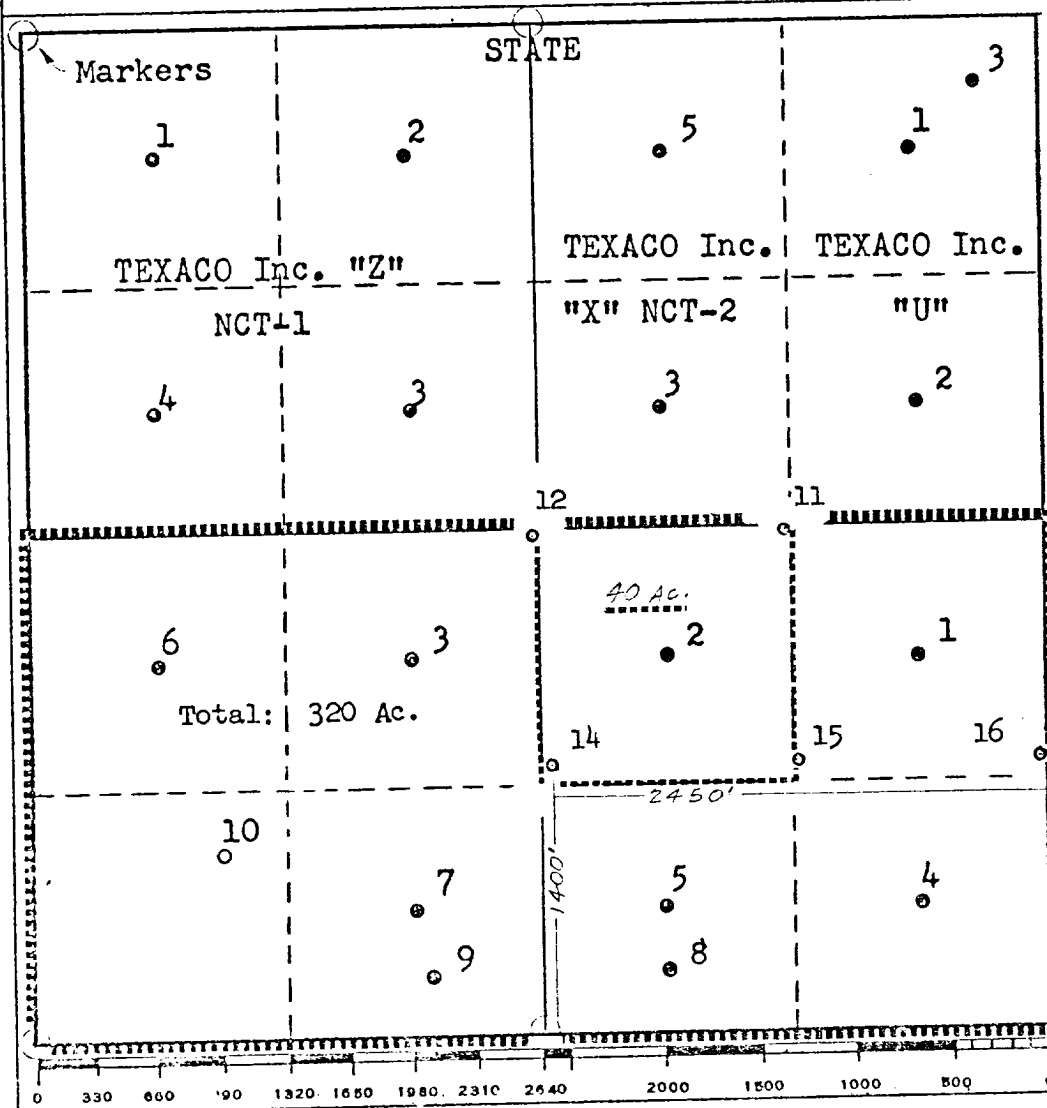 STATE
Markers
3
1
2
5
1
TEXACO Inc. "Z"
TEXACO Inc.
TEXACO Inc.
NCT-1
"X" NCT-2
"U"
4
3
3
2
12
11
40 Ac.
6
3
2
1
Total: 320 Ac.
14
15
16
2450'
10
1400'
7
5
4
9
8
0 330 660 '90 1320 1650 1980 2310 2640 2000 1500 1000 500 0